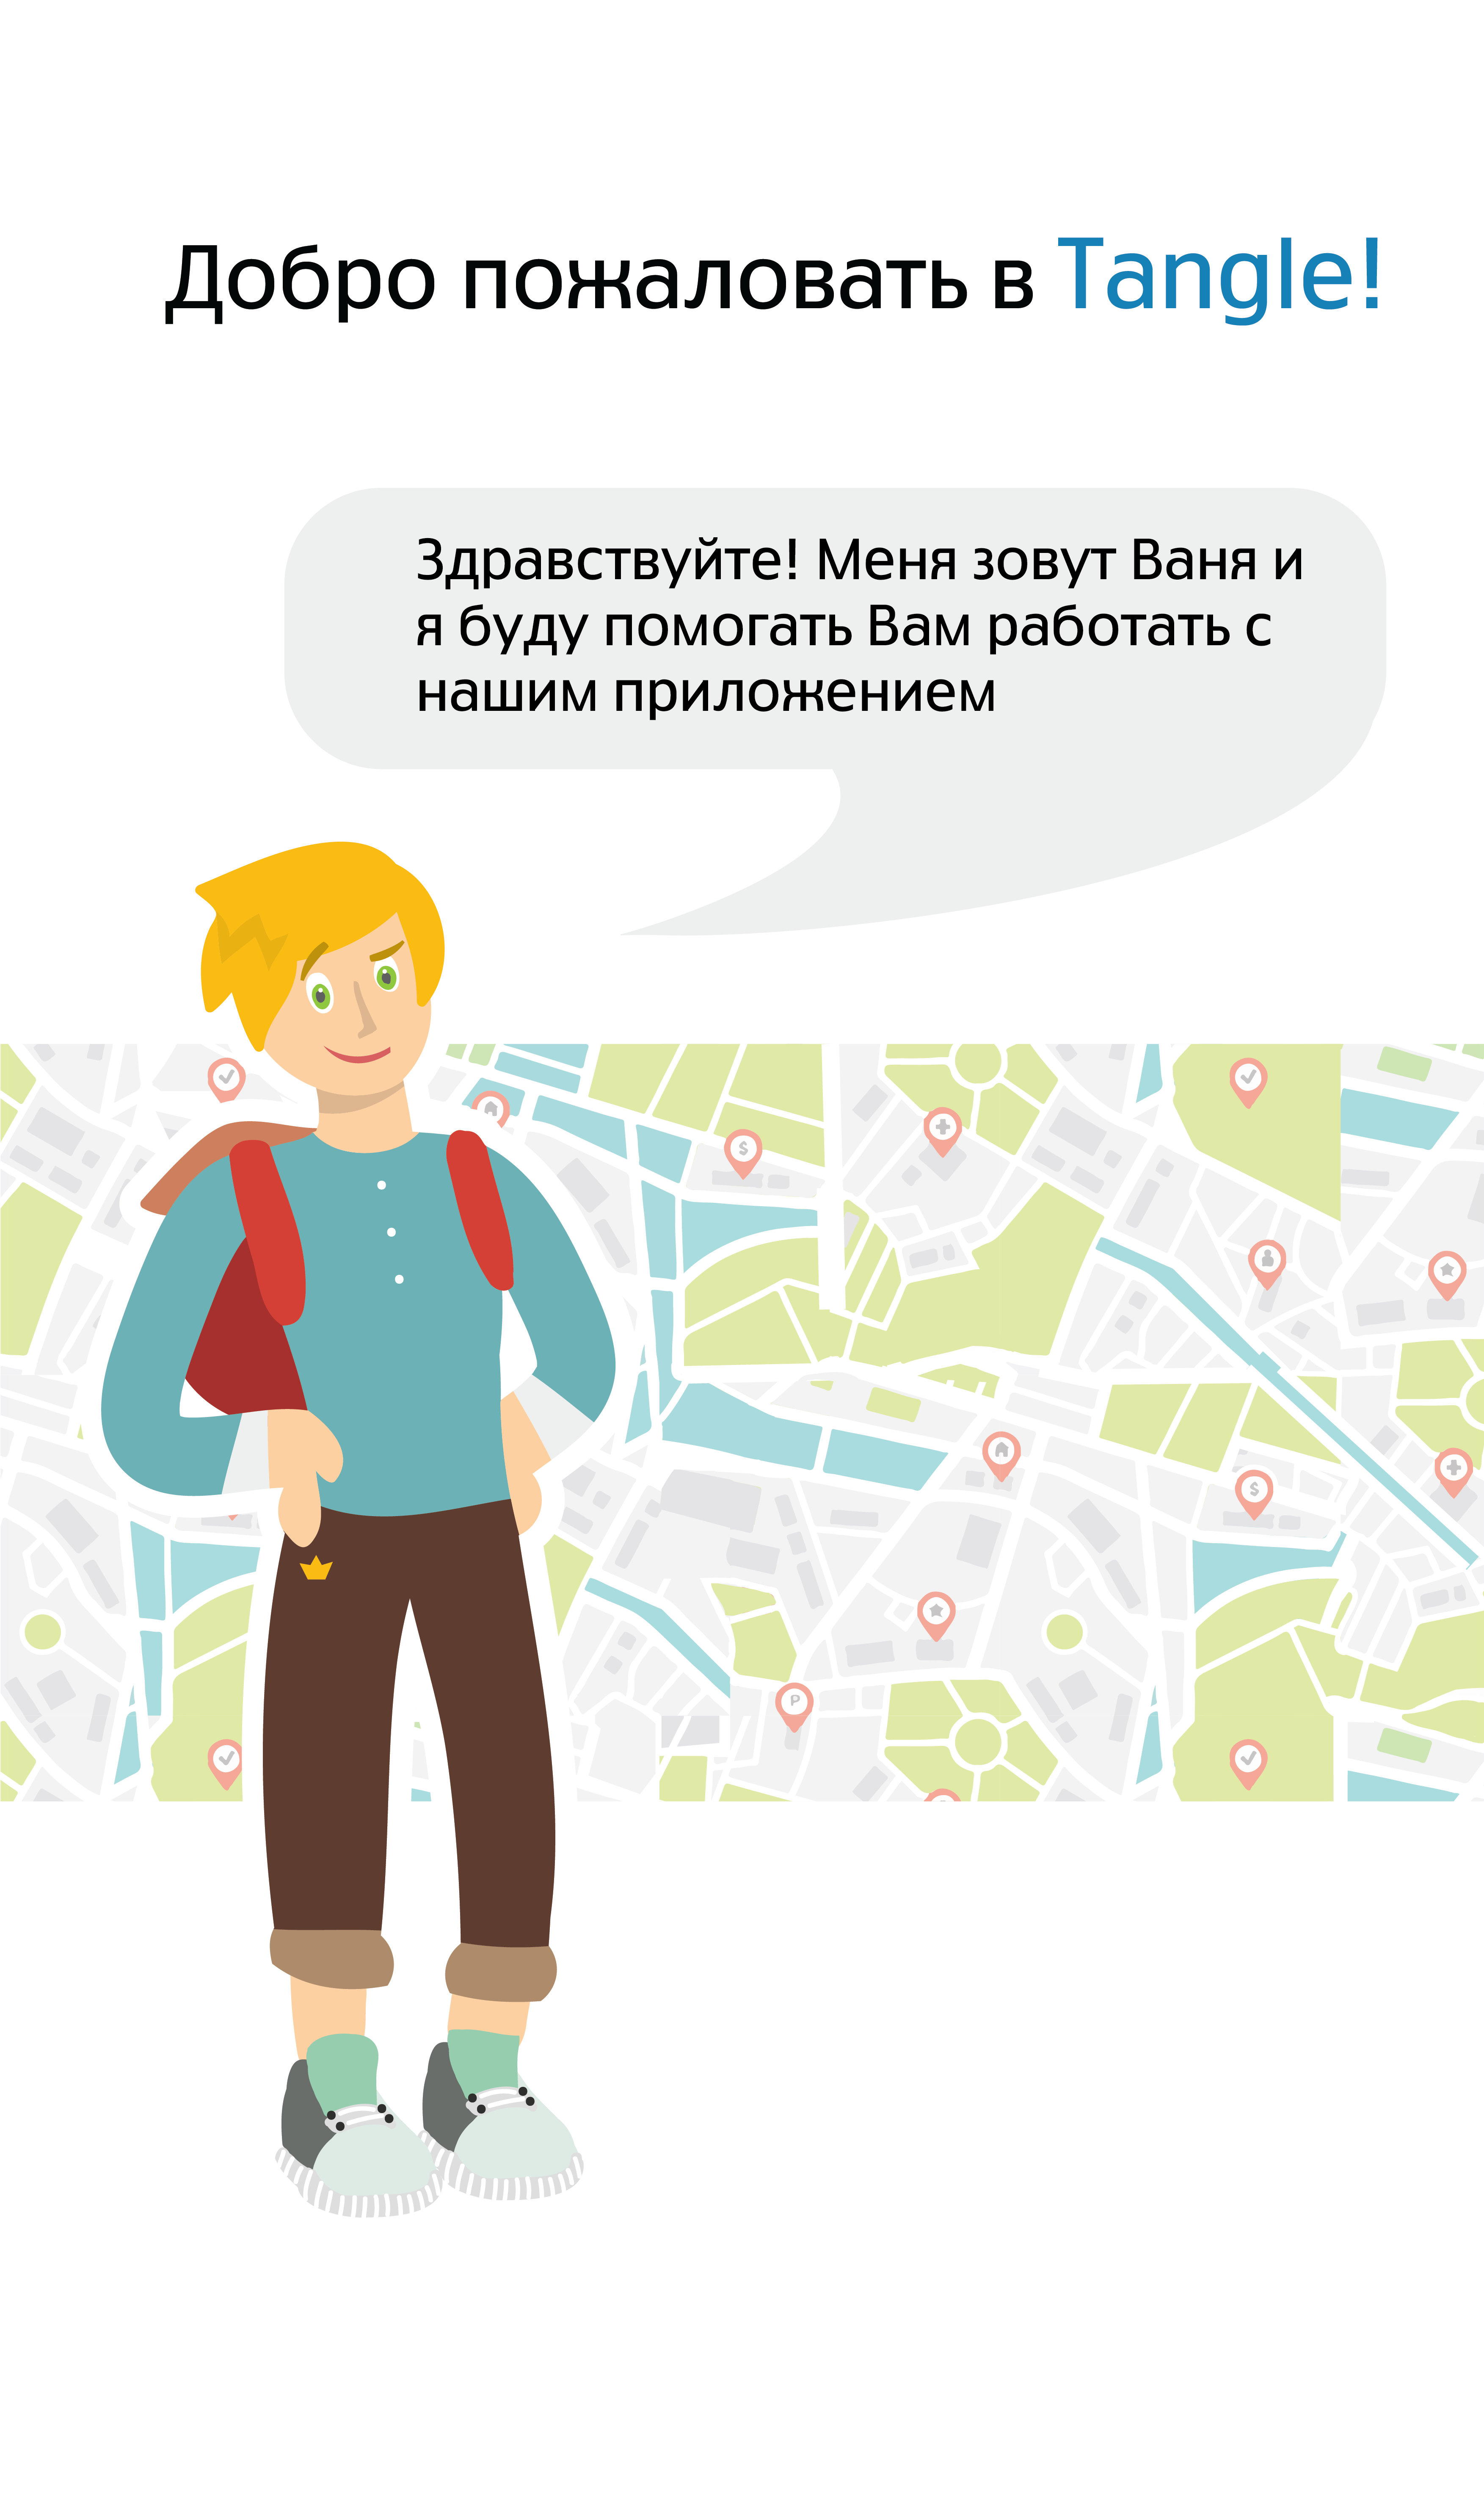 Добро пожаловать в Tangle!
Здравствуйте! Меня зовут Ваня и
я буду помогать Вам работать с
нашим приложением
$
$
P